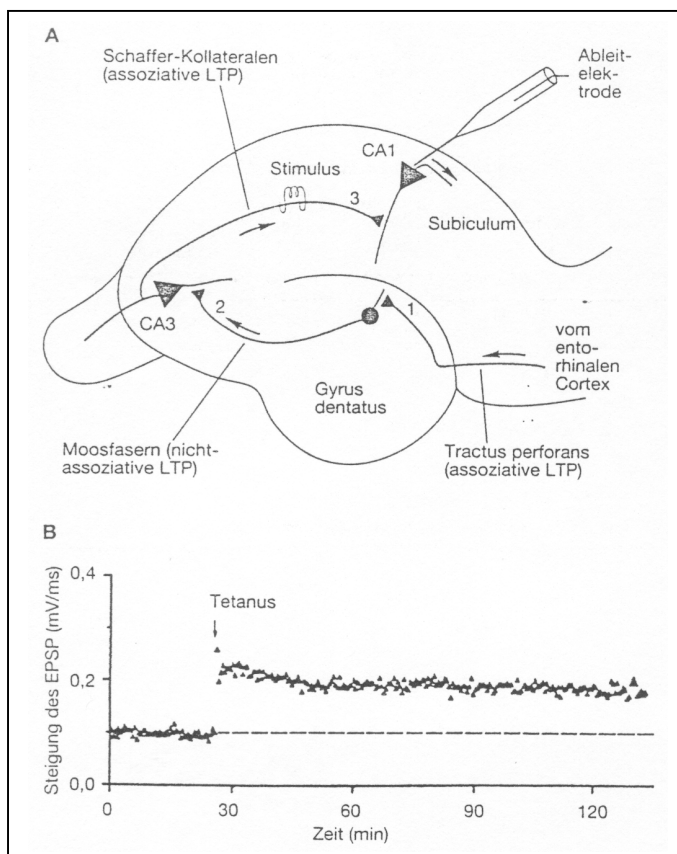 A
Schaffer-Kollateralen
(assoziative LTP)
Ableit-
elek-
trode
CA1
Stimulus
3
Subiculum
CA3
2
1
vom
ento-
rhinalen
Cortex
Gyrus
dentatus
Moosfasern (nicht-
assoziative LTP)
Tractus perforans
(assoziative LTP)
B
Steigung des EPSP (mV/ms)
0,4
0,2
0,0
Tetanus
0
30
60
90
120
Zeit (min)